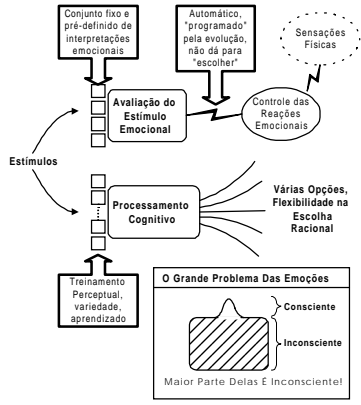 Conjunto fixo e
pré-definido de
interpretações
emocionais
Automático,
"programado"
pela evolução,
não dá para
"escolher"
Sensações
Físicas
Avaliação do
Estímulo
Emocional
Controle das
Reações
Emocionais
Estímulos
Processamento
Cognitivo
Várias Opções,
Flexibilidade na
Escolha
Racional
Treinamento
Perceptual,
variedade,
aprendizado
O Grande Problema Das Emoções
Consciente
Inconsciente
Maior Parte Delas É Inconsciente!